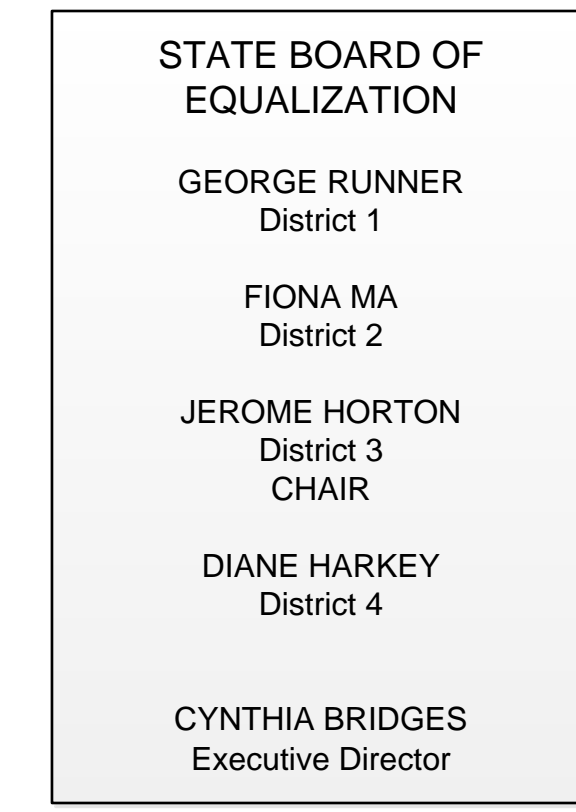 STATE BOARD OF
EQUALIZATION
GEORGE RUNNER
District 1
FIONA MA
District 2
JEROME HORTON
District 3
CHAIR
DIANE HARKEY
District 4
CYNTHIA BRIDGES
Executive Director